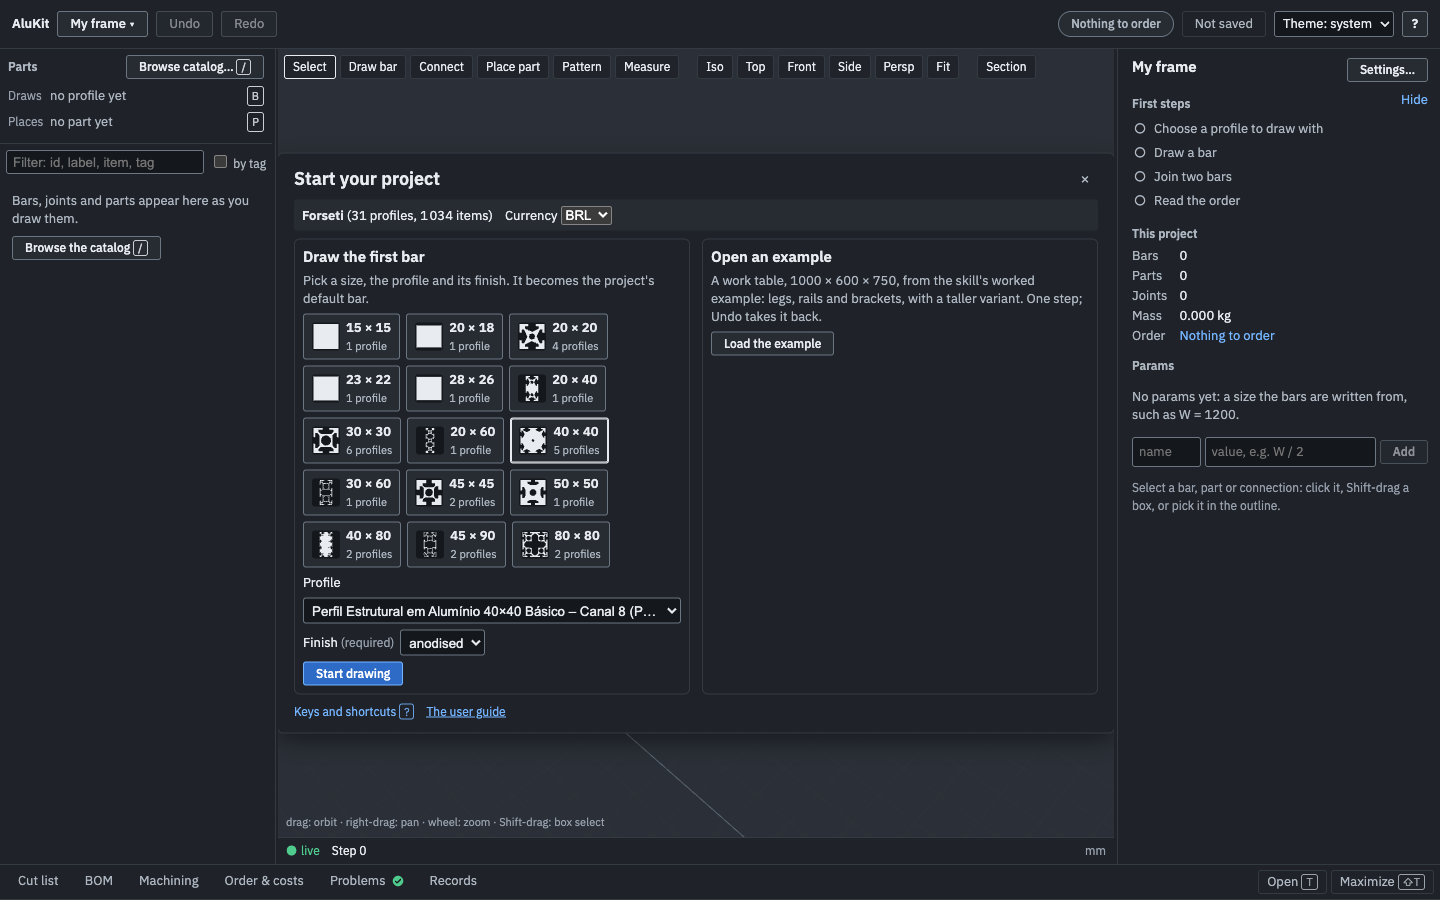 AluKit My frame ▾ Undo Redo Nothing to order Not saved Theme: system ?
Parts Browse catalog... /
Draws no profile yet B
Places no part yet P
Filter: id, label, item, tag by tag
Bars, joints and parts appear here as you
draw them.
Browse the catalog /
Select Draw bar Connect Place part Pattern Measure Iso Top Front Side Persp Fit Section
Start your project ×
Forseti (31 profiles, 1 034 items) Currency BRL
Draw the first bar
Pick a size, the profile and its finish. It becomes the project's
default bar.
15 × 15
1 profile
20 × 18
1 profile
20 × 20
4 profiles
23 × 22
1 profile
28 × 26
1 profile
20 × 40
1 profile
30 × 30
6 profiles
20 × 60
1 profile
40 × 40
5 profiles
30 × 60
1 profile
45 × 45
2 profiles
50 × 50
1 profile
40 × 80
2 profiles
45 × 90
2 profiles
80 × 80
2 profiles
Profile
Perfil Estrutural em Alumínio 40×40 Básico – Canal 8 (P...
Finish (required) anodised
Start drawing
Open an example
A work table, 1000 × 600 × 750, from the skill's worked
example: legs, rails and brackets, with a taller variant. One step;
Undo takes it back.
Load the example
Keys and shortcuts ? The user guide
drag: orbit · right-drag: pan · wheel: zoom · Shift-drag: box select
live Step 0 mm
My frame Settings...
First steps Hide
Choose a profile to draw with
Draw a bar
Join two bars
Read the order
This project
Bars 0
Parts 0
Joints 0
Mass 0.000 kg
Order Nothing to order
Params
No params yet: a size the bars are written from,
such as W = 1200.
name value, e.g. W / 2 Add
Select a bar, part or connection: click it, Shift-drag a
box, or pick it in the outline.
Cut list BOM Machining Order & costs Problems Records Open T Maximize ⇧T